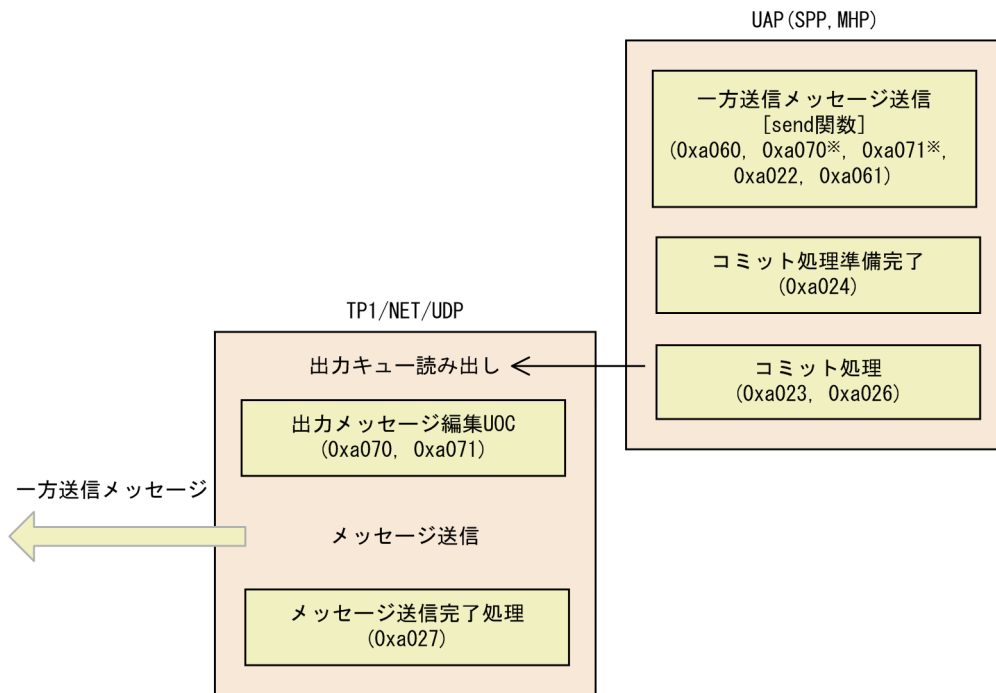 UAP(SPP, MHP)
一方送信メッセージ送信
[send関数]
(0xa060, 0xa070※, 0xa071※,
0xa022, 0xa061)
コミット処理準備完了
(0xa024)
コミット処理
(0xa023, 0xa026)
TP1/NET/UDP
出力キュー読み出し
出力メッセージ編集UOC
(0xa070, 0xa071)
一方送信メッセージ
メッセージ送信
メッセージ送信完了処理
(0xa027)